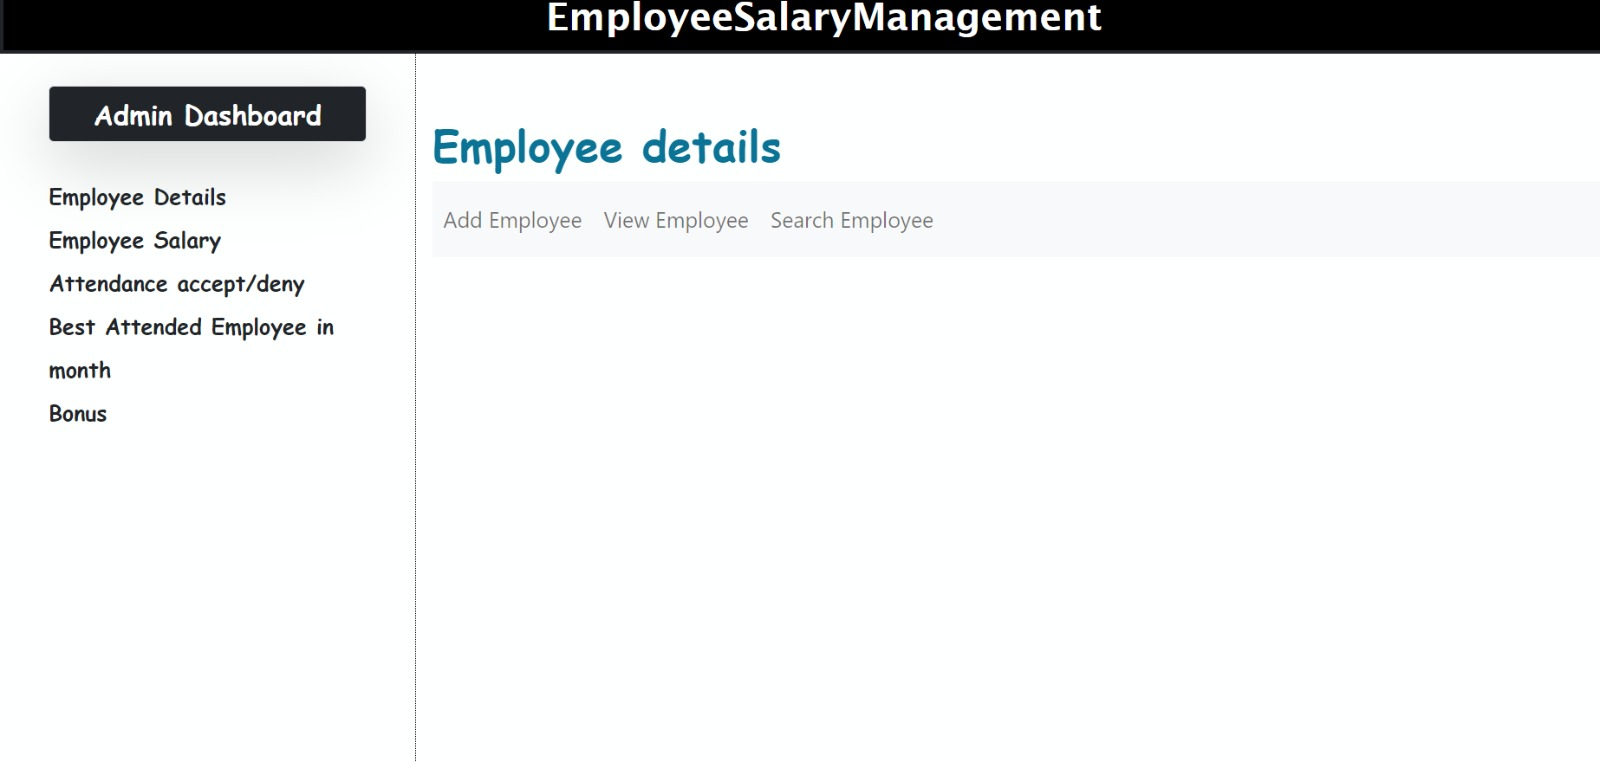 EmployeeSalaryManagement
Admin Dashboard
Employee Details
Employee Salary
Attendance accept/deny
Best Attended Employee in
month
Bonus
Employee details
Add Employee View Employee Search Employee